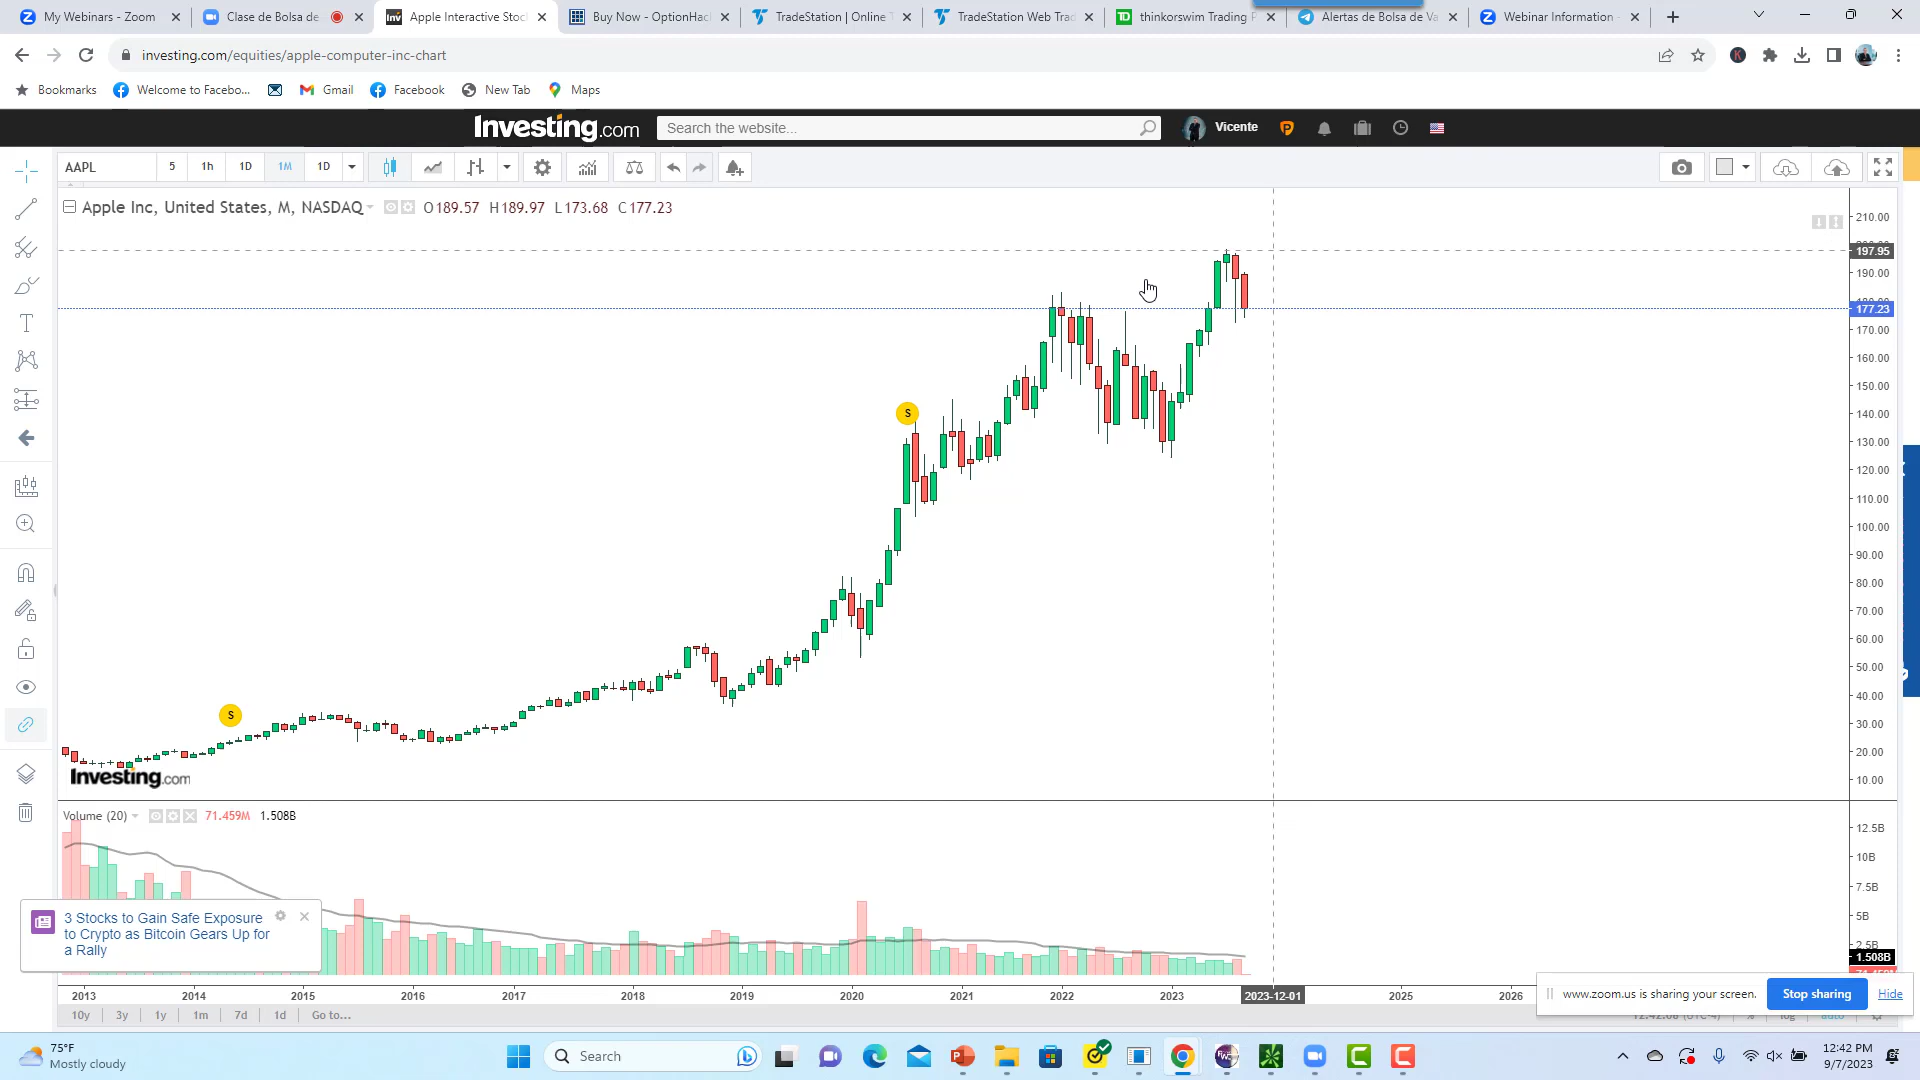 My Webinars - Zoom
Clase de Bolsa de
Apple Interactive Stoc
Buy Now - OptionHac
TradeStation | Online T
TradeStation Web Trad
thinkorswim Trading P
Alertas de Bolsa de Va
Webinar Information -
investing.com/equities/apple-computer-inc-chart
Bookmarks
Welcome to Facebo...
Gmail
Facebook
New Tab
Maps
Investing.com
Search the website...
Vicente
AAPL
5
1h
1D
1M
1D
Apple Inc, United States, M, NASDAQ
O189.57 H189.97 L173.68 C177.23
210.00
197.95
190.00
177.23
170.00
160.00
150.00
140.00
130.00
120.00
110.00
100.00
90.00
80.00
70.00
60.00
50.00
40.00
30.00
20.00
10.00
S
S
Investing.com
Volume (20)
71.459M
1.508B
12.5B
10B
7.5B
5B
2.5B
1.508B
3 Stocks to Gain Safe Exposure
to Crypto as Bitcoin Gears Up for
a Rally
2013
2014
2015
2016
2017
2018
2019
2020
2021
2022
2023
2023-12-01
2025
2026
www.zoom.us is sharing your screen.
Stop sharing
Hide
10y
3y
1y
1m
7d
1d
Go to...
75°F
Mostly cloudy
Search
12:42 PM
9/7/2023